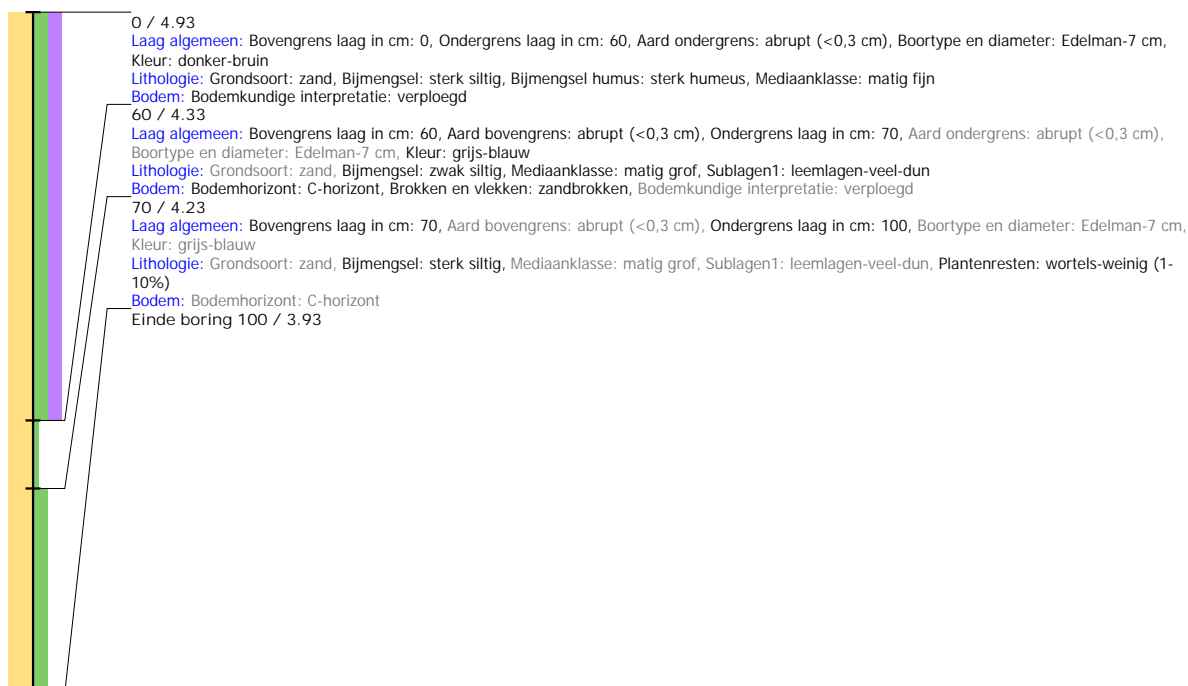 0 / 4.93
Laag algemeen: Bovengrens laag in cm: 0, Ondergrens laag in cm: 60, Aard ondergrens: abrupt (<0,3 cm), Boortype en diameter: Edelman-7 cm,
Kleur: donker-bruin
Lithologie: Grondsoort: zand, Bijmengsel: sterk siltig, Bijmengsel humus: sterk humeus, Mediaanklasse: matig fijn
Bodem: Bodemkundige interpretatie: verploegd
60 / 4.33
Laag algemeen: Bovengrens laag in cm: 60, Aard bovengrens: abrupt (<0,3 cm), Ondergrens laag in cm: 70, Aard ondergrens: abrupt (<0,3 cm),
Boortype en diameter: Edelman-7 cm, Kleur: grijs-blauw
Lithologie: Grondsoort: zand, Bijmengsel: zwak siltig, Mediaanklasse: matig grof, Sublagen1: leemlagen-veel-dun
Bodem: Bodemhorizont: C-horizont, Brokken en vlekken: zandbrokken, Bodemkundige interpretatie: verploegd
70 / 4.23
Laag algemeen: Bovengrens laag in cm: 70, Aard bovengrens: abrupt (<0,3 cm), Ondergrens laag in cm: 100, Boortype en diameter: Edelman-7 cm,
Kleur: grijs-blauw
Lithologie: Grondsoort: zand, Bijmengsel: sterk siltig, Mediaanklasse: matig grof, Sublagen1: leemlagen-veel-dun, Plantenresten: wortels-weinig (1-
10%)
Bodem: Bodemhorizont: C-horizont
Einde boring 100 / 3.93